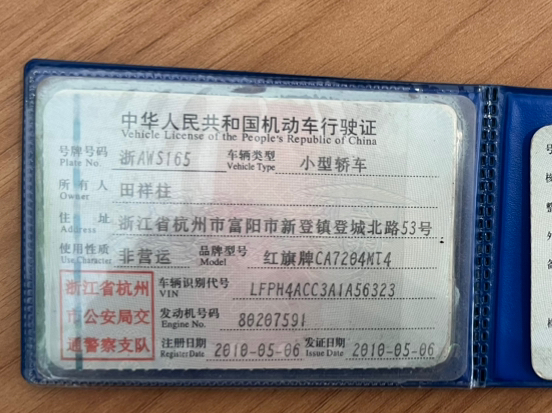 中华人民共和国机动车行驶证
Vehicle License of the People's Republic of China
号牌号码 浙AWS165 车辆类型 小型轿车
Plate No. Vehicle Type
所有人 田祥柱
Owner
住址 浙江省杭州市富阳市新登镇登城北路53号
Address
使用性质 非营运 品牌型号 红旗牌CA7204MT4
Use Character Model
浙江省杭州
市公安局交
通警察支队
车辆识别代号 LFPH4ACC3A1A56323
VIN
发动机号码 80207591
Engine No.
注册日期 2010-05-06 发证日期 2010-05-06
Register Date Issue Date